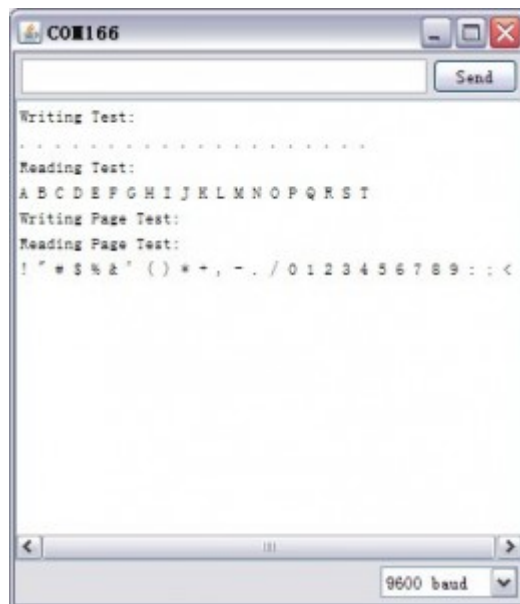 COM166
Send
Writing Test:
. . . . . . . . . . . . . . . . . . . .
Reading Test:
A B C D E F G H I J K L M N O P Q R S T
Writing Page Test:
Reading Page Test:
! " # $ % & ' ( ) * + , - . / 0 1 2 3 4 5 6 7 8 9 : ; <
9600 baud